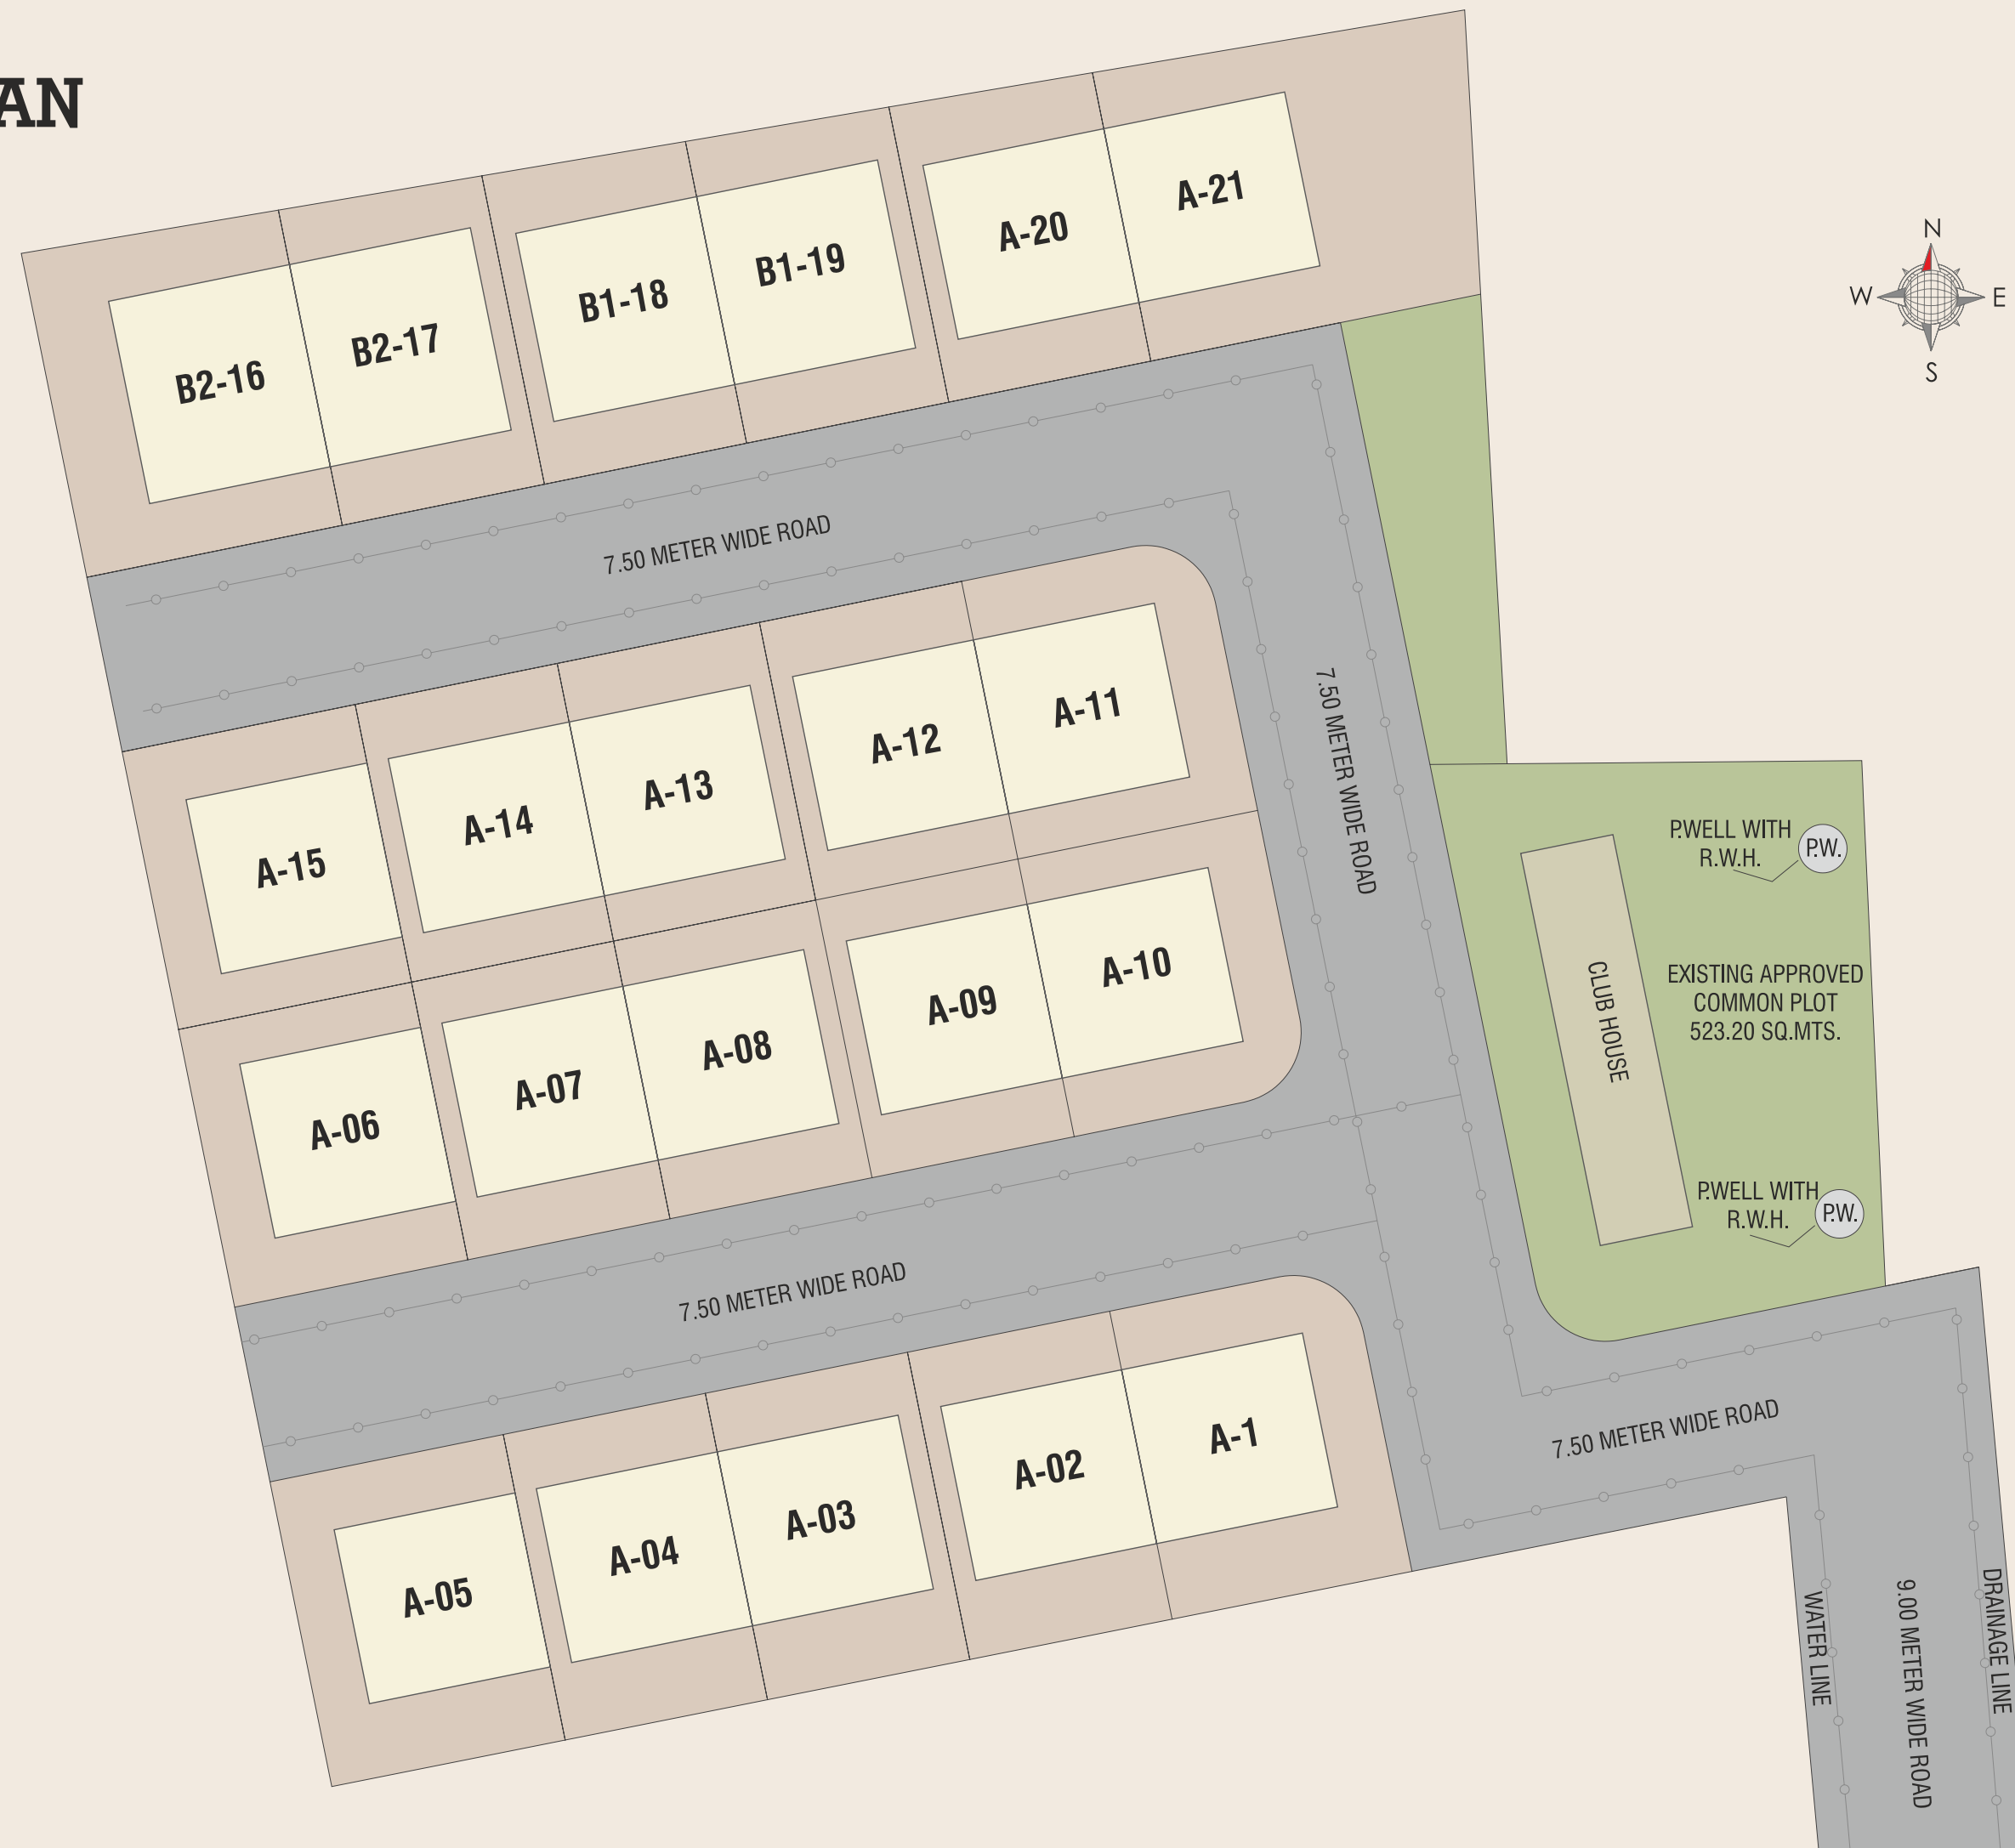 AN
N
W
E
S
A-21
A-20
B1-19
B1-18
B2-17
B2-16
7.50 METER WIDE ROAD
7.50 METER WIDE ROAD
A-11
A-12
A-13
A-14
A-15
A-10
A-09
A-08
A-07
A-06
P.WELL WITH
R.W.H.
P.W.
CLUB HOUSE
EXISTING APPROVED
COMMON PLOT
523.20 SQ.MTS.
P.WELL WITH
R.W.H.
P.W.
7.50 METER WIDE ROAD
7.50 METER WIDE ROAD
A-1
A-02
A-03
A-04
A-05
WATER LINE
9.00 METER WIDE ROAD
DRAINAGE LINE